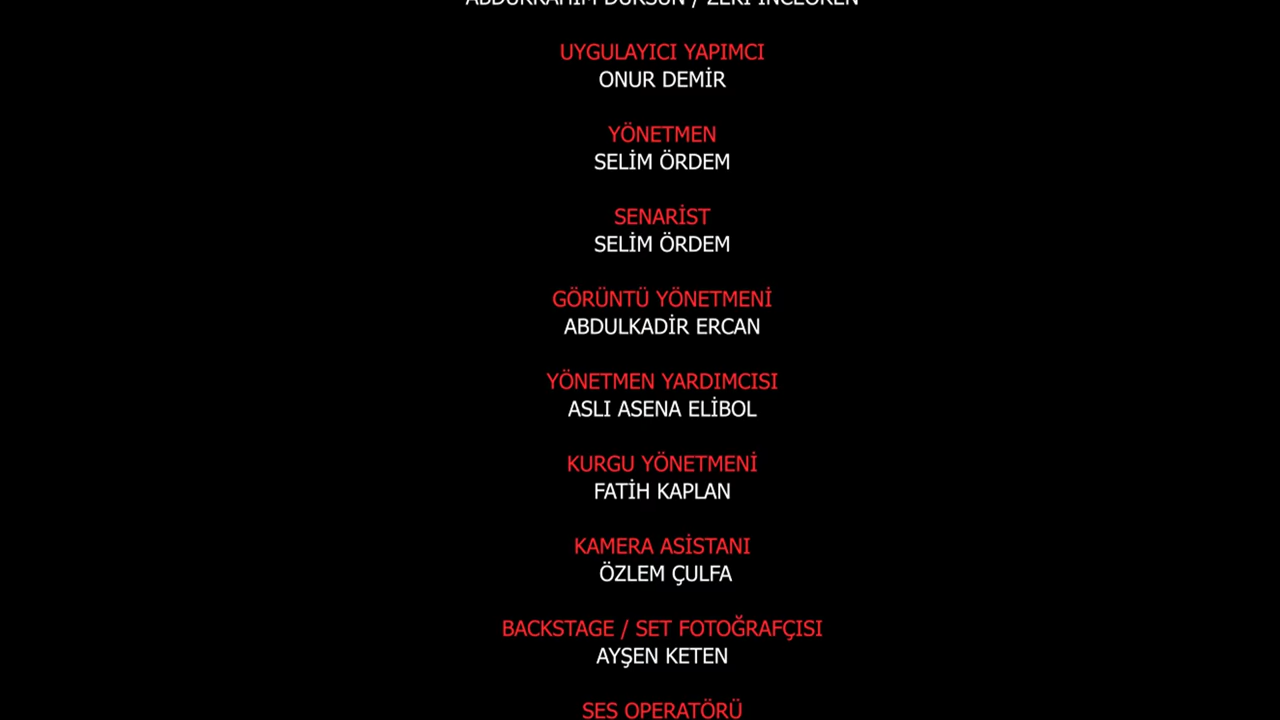 UYGULAYICI YAPIMCI
ONUR DEMİR
YÖNETMEN
SELİM ÖRDEM
SENARİST
SELİM ÖRDEM
GÖRÜNTÜ YÖNETMENİ
ABDULKADİR ERCAN
YÖNETMEN YARDIMCISI
ASLI ASENA ELİBOL
KURGU YÖNETMENİ
FATİH KAPLAN
KAMERA ASİSTANI
ÖZLEM ÇULFA
BACKSTAGE / SET FOTOĞRAFÇISI
AYŞEN KETEN
SES OPERATÖRÜ